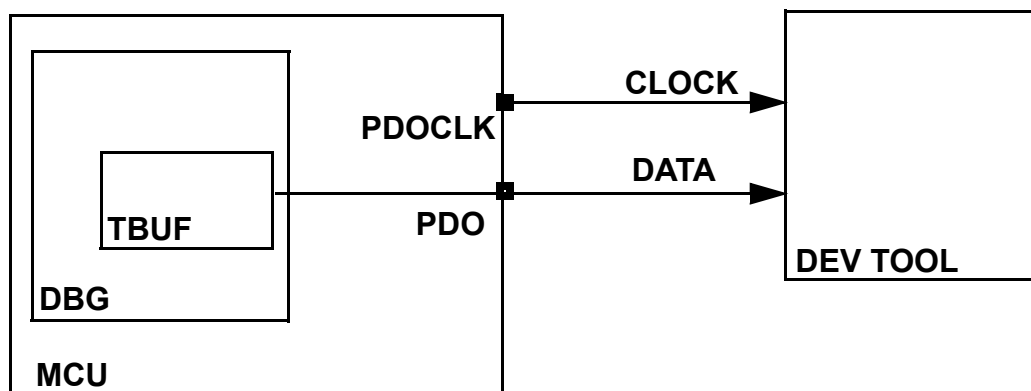 CLOCK
PDOCLK
DATA
TBUF
PDO
DEV TOOL
DBG
MCU